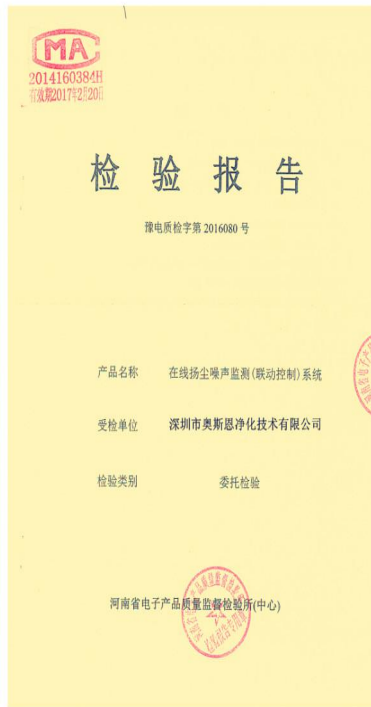 CMA
2014160384H
有效期2017年2月20日
检验报告
豫电质检字第 2016080 号
产品名称 在线扬尘噪声监测(联动控制)系统
受检单位 深圳市奥斯恩净化技术有限公司
检验类别 委托检验
河南省电子产品质量监督检验所(中心)